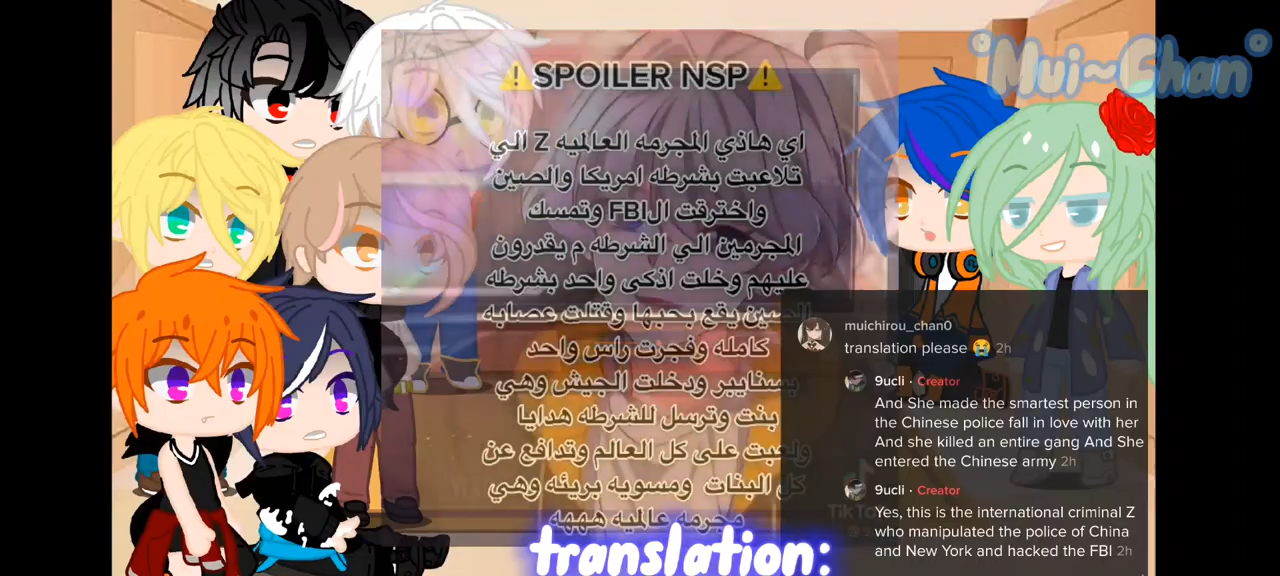 °Mui~Chan°
⚠️SPOILER NSP⚠️
اي هاذي المجرمه العالميه Z الي
تلاعبت بشرطه امريكا والصين
واخترقت الFBI وتمسك
المجرمين الي الشرطه م يقدرون
عليهم وخلت اذكى واحد بشرطه
الصين يقع بحبها وقتلت عصابه
كامله وفجرت رأس واحد
بسنايبر ودخلت الجيش وهي
بنت وترسل للشرطه هدايا
ولعبت على كل العالم وتدافع عن
كل البنات ومسويه بريئه وهي
مجرمه عالميه هههه
muichirou_chan0
translation please 😭 2h
9ucli · Creator
And She made the smartest person in
the Chinese police fall in love with her
And she killed an entire gang And She
entered the Chinese army 2h
9ucli · Creator
Yes, this is the international criminal Z
who manipulated the police of China
and New York and hacked the FBI 2h
translation: